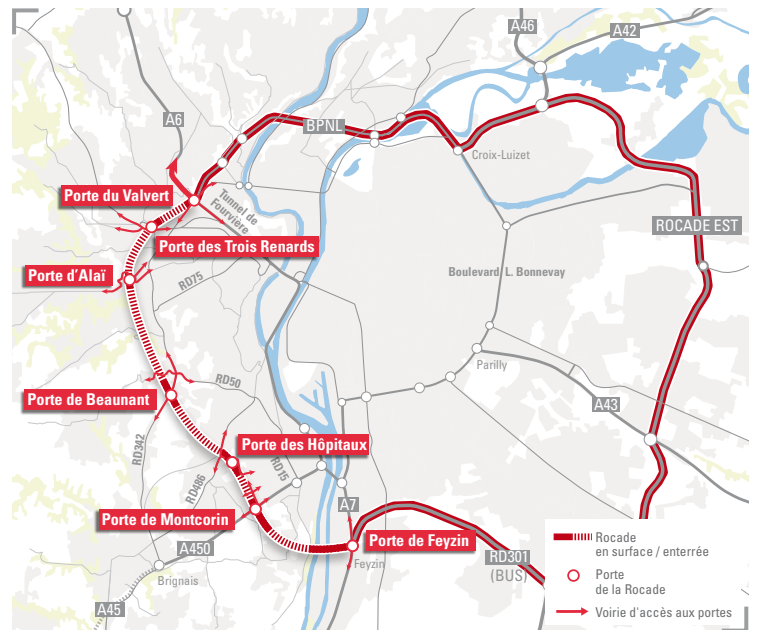 A46
A42
A6
BPNL
Croix-Luizet
Porte du Valvert
Tunnel de
Fourvière
ROCADE EST
Porte des Trois Renards
Porte d'Alaï
RD75
Boulevard L. Bonnevay
Parilly
RD50
Porte de Beaunant
A43
RD342
Porte des Hôpitaux
RD15
RD486
A7
Porte de Montcorin
Porte de Feyzin
A450
Feyzin
RD301
(BUS)
Brignais
A45
Rocade
en surface / enterrée
Porte
de la Rocade
Voirie d'accès aux portes